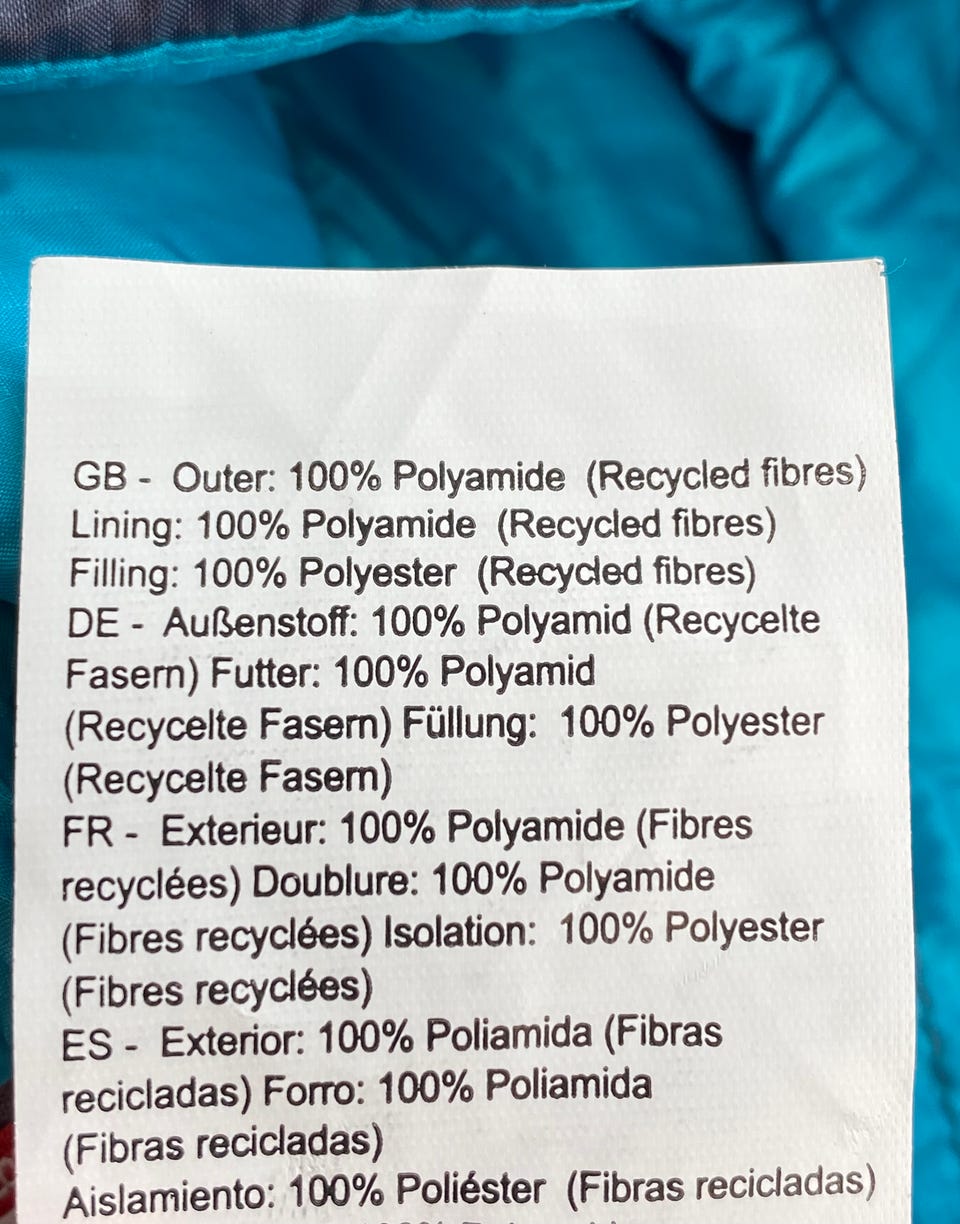 GB - Outer: 100% Polyamide (Recycled fibres)
Lining: 100% Polyamide (Recycled fibres)
Filling: 100% Polyester (Recycled fibres)
DE - Außenstoff: 100% Polyamid (Recycelte
Fasern) Futter: 100% Polyamid
(Recycelte Fasern) Füllung: 100% Polyester
(Recycelte Fasern)
FR - Exterieur: 100% Polyamide (Fibres
recyclées) Doublure: 100% Polyamide
(Fibres recyclées) Isolation: 100% Polyester
(Fibres recyclées)
ES - Exterior: 100% Poliamida (Fibras
recicladas) Forro: 100% Poliamida
(Fibras recicladas)
Aislamiento: 100% Poliéster (Fibras recicladas)